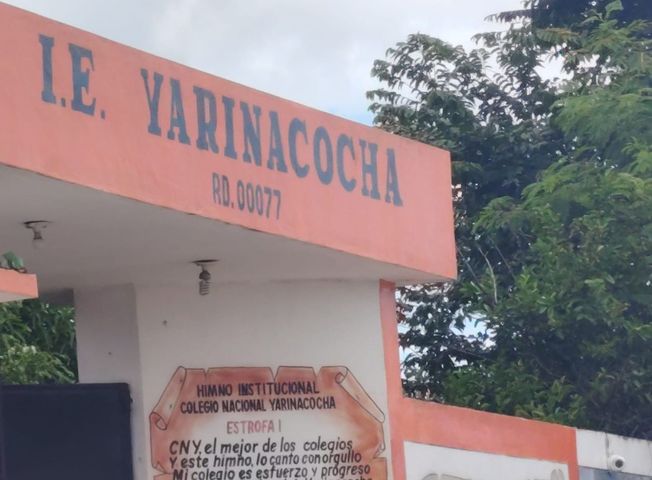 I.E. YARINACOCHA
RD. 00077
HIMNO INSTITUCIONAL
COLEGIO NACIONAL YARINACOCHA
ESTROFA I
CNY, el mejor de los colegios
Y este himno, lo canto con orgullo
Mi colegio es esfuerzo y progreso